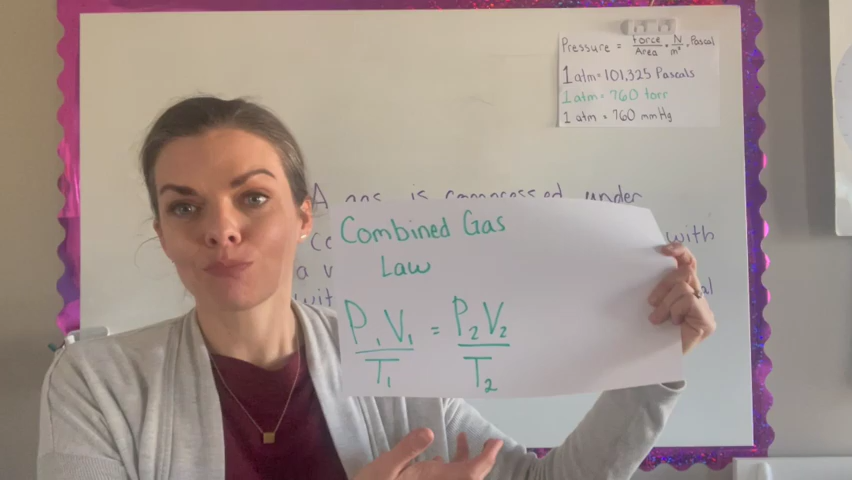 Pressure = Force/Area = N/m², Pascal
1 atm = 101,325 Pascals
1 atm = 760 torr
1 atm = 760 mmHg
A gas is compressed under
with
a
with
Combined Gas
Law
P₁V₁/T₁ = P₂V₂/T₂